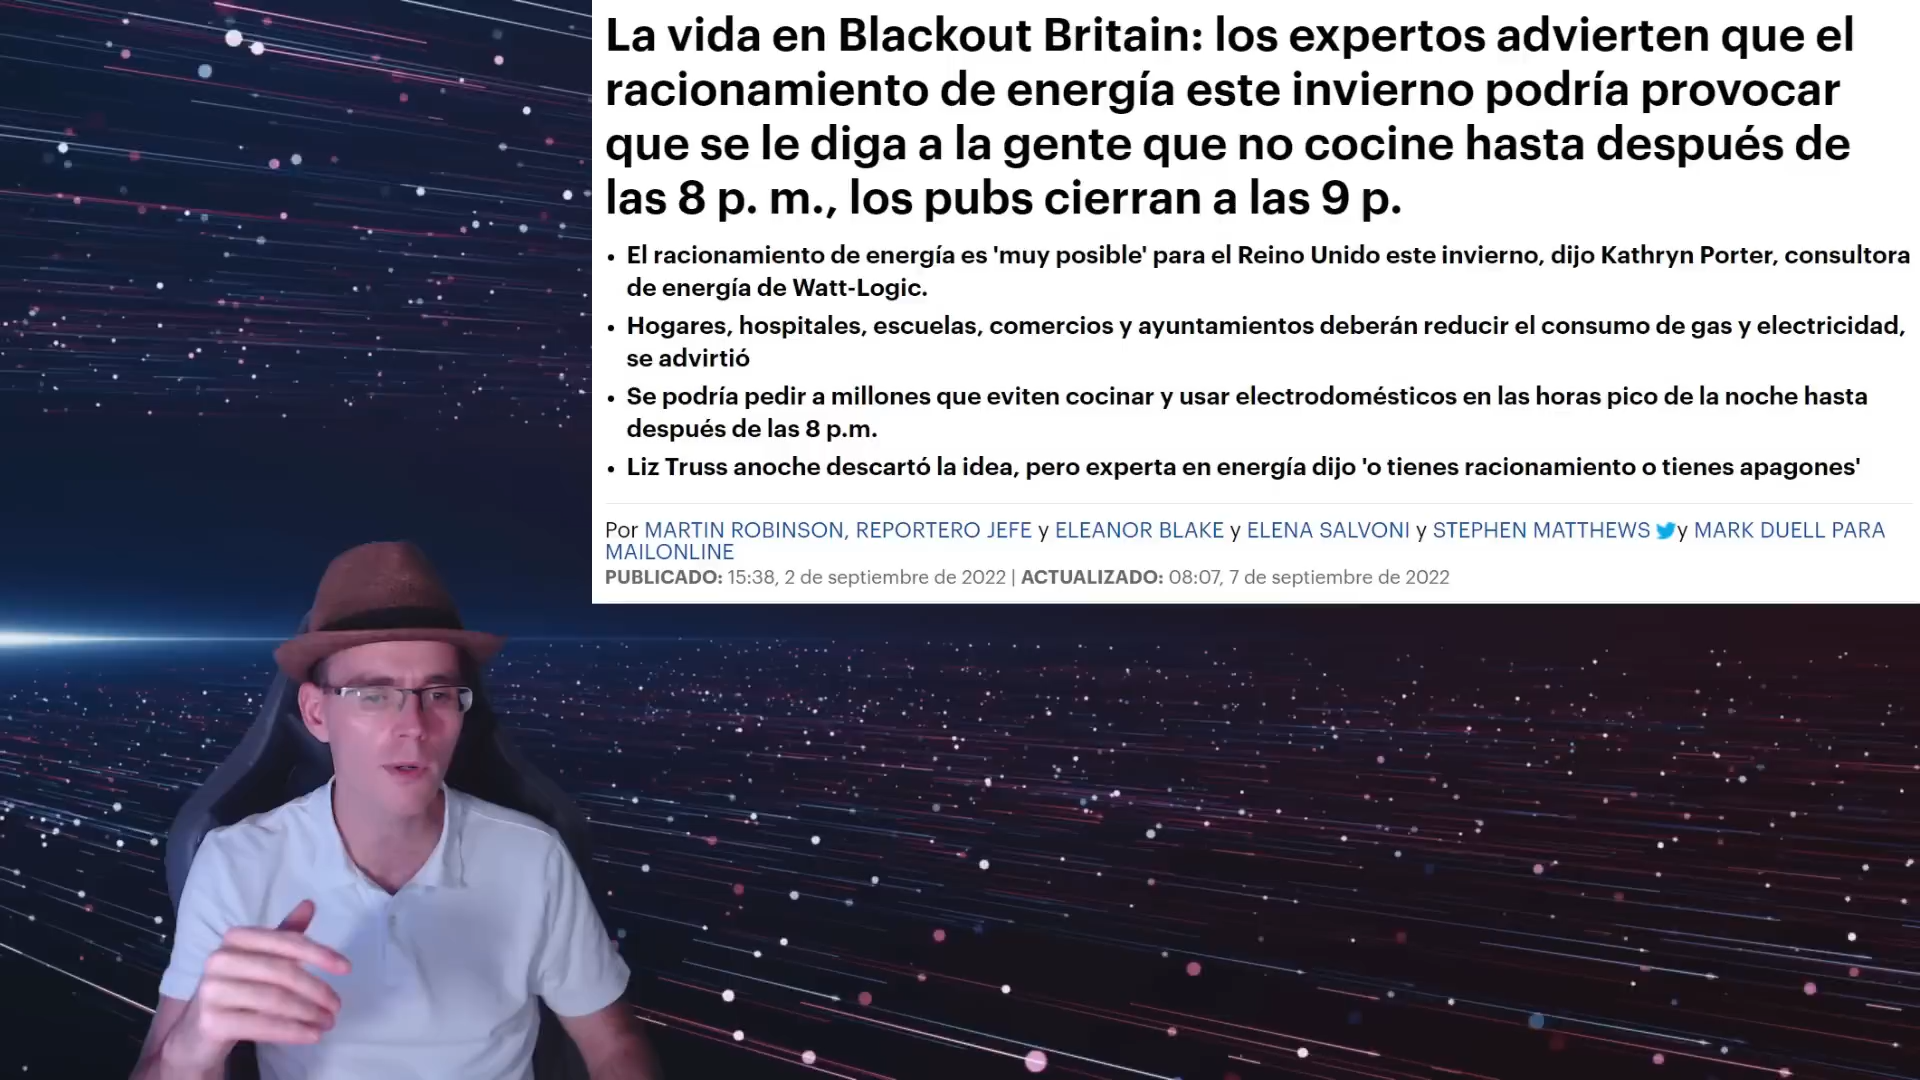 La vida en Blackout Britain: los expertos advierten que el
racionamiento de energía este invierno podría provocar
que se le diga a la gente que no cocine hasta después de
las 8 p. m., los pubs cierran a las 9 p.
• El racionamiento de energía es 'muy posible' para el Reino Unido este invierno, dijo Kathryn Porter, consultora
de energía de Watt-Logic.
• Hogares, hospitales, escuelas, comercios y ayuntamientos deberán reducir el consumo de gas y electricidad,
se advirtió
• Se podría pedir a millones que eviten cocinar y usar electrodomésticos en las horas pico de la noche hasta
después de las 8 p.m.
• Liz Truss anoche descartó la idea, pero experta en energía dijo 'o tienes racionamiento o tienes apagones'
Por MARTIN ROBINSON, REPORTERO JEFE y ELEANOR BLAKE y ELENA SALVONI y STEPHEN MATTHEWS y MARK DUELL PARA
MAILONLINE
PUBLICADO: 15:38, 2 de septiembre de 2022 | ACTUALIZADO: 08:07, 7 de septiembre de 2022